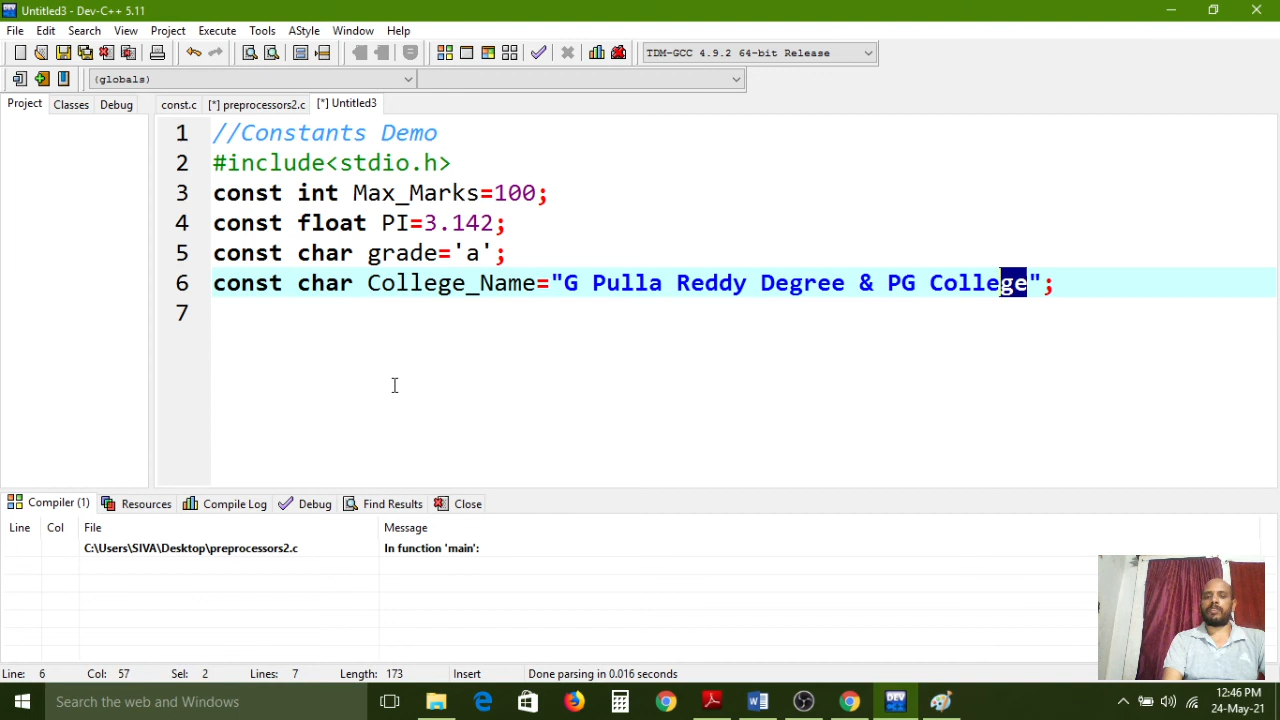 Untitled3 - Dev-C++ 5.11
File Edit Search View Project Execute Tools AStyle Window Help
TDM-GCC 4.9.2 64-bit Release
(globals)
Project Classes Debug const.c [*] preprocessors2.c [*] Untitled3
1 //Constants Demo
2 #include<stdio.h>
3 const int Max_Marks=100;
4 const float PI=3.142;
5 const char grade='a';
6 const char College_Name="G Pulla Reddy Degree & PG College";
7
Compiler (1) Resources Compile Log Debug Find Results Close
Line Col File Message
C:\Users\SIVA\Desktop\preprocessors2.c In function 'main':
Line: 6 Col: 57 Sel: 2 Lines: 7 Length: 173 Insert Done parsing in 0.016 seconds
Search the web and Windows
DEV
12:46 PM
24-May-21